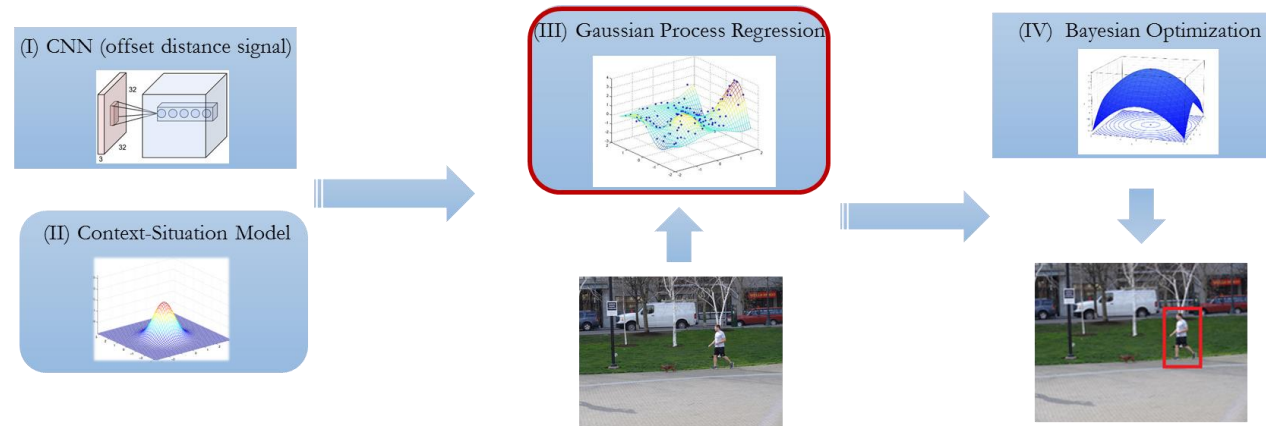 (I) CNN (offset distance signal)
32
32
3
(II) Context-Situation Model
(III) Gaussian Process Regression
(IV) Bayesian Optimization